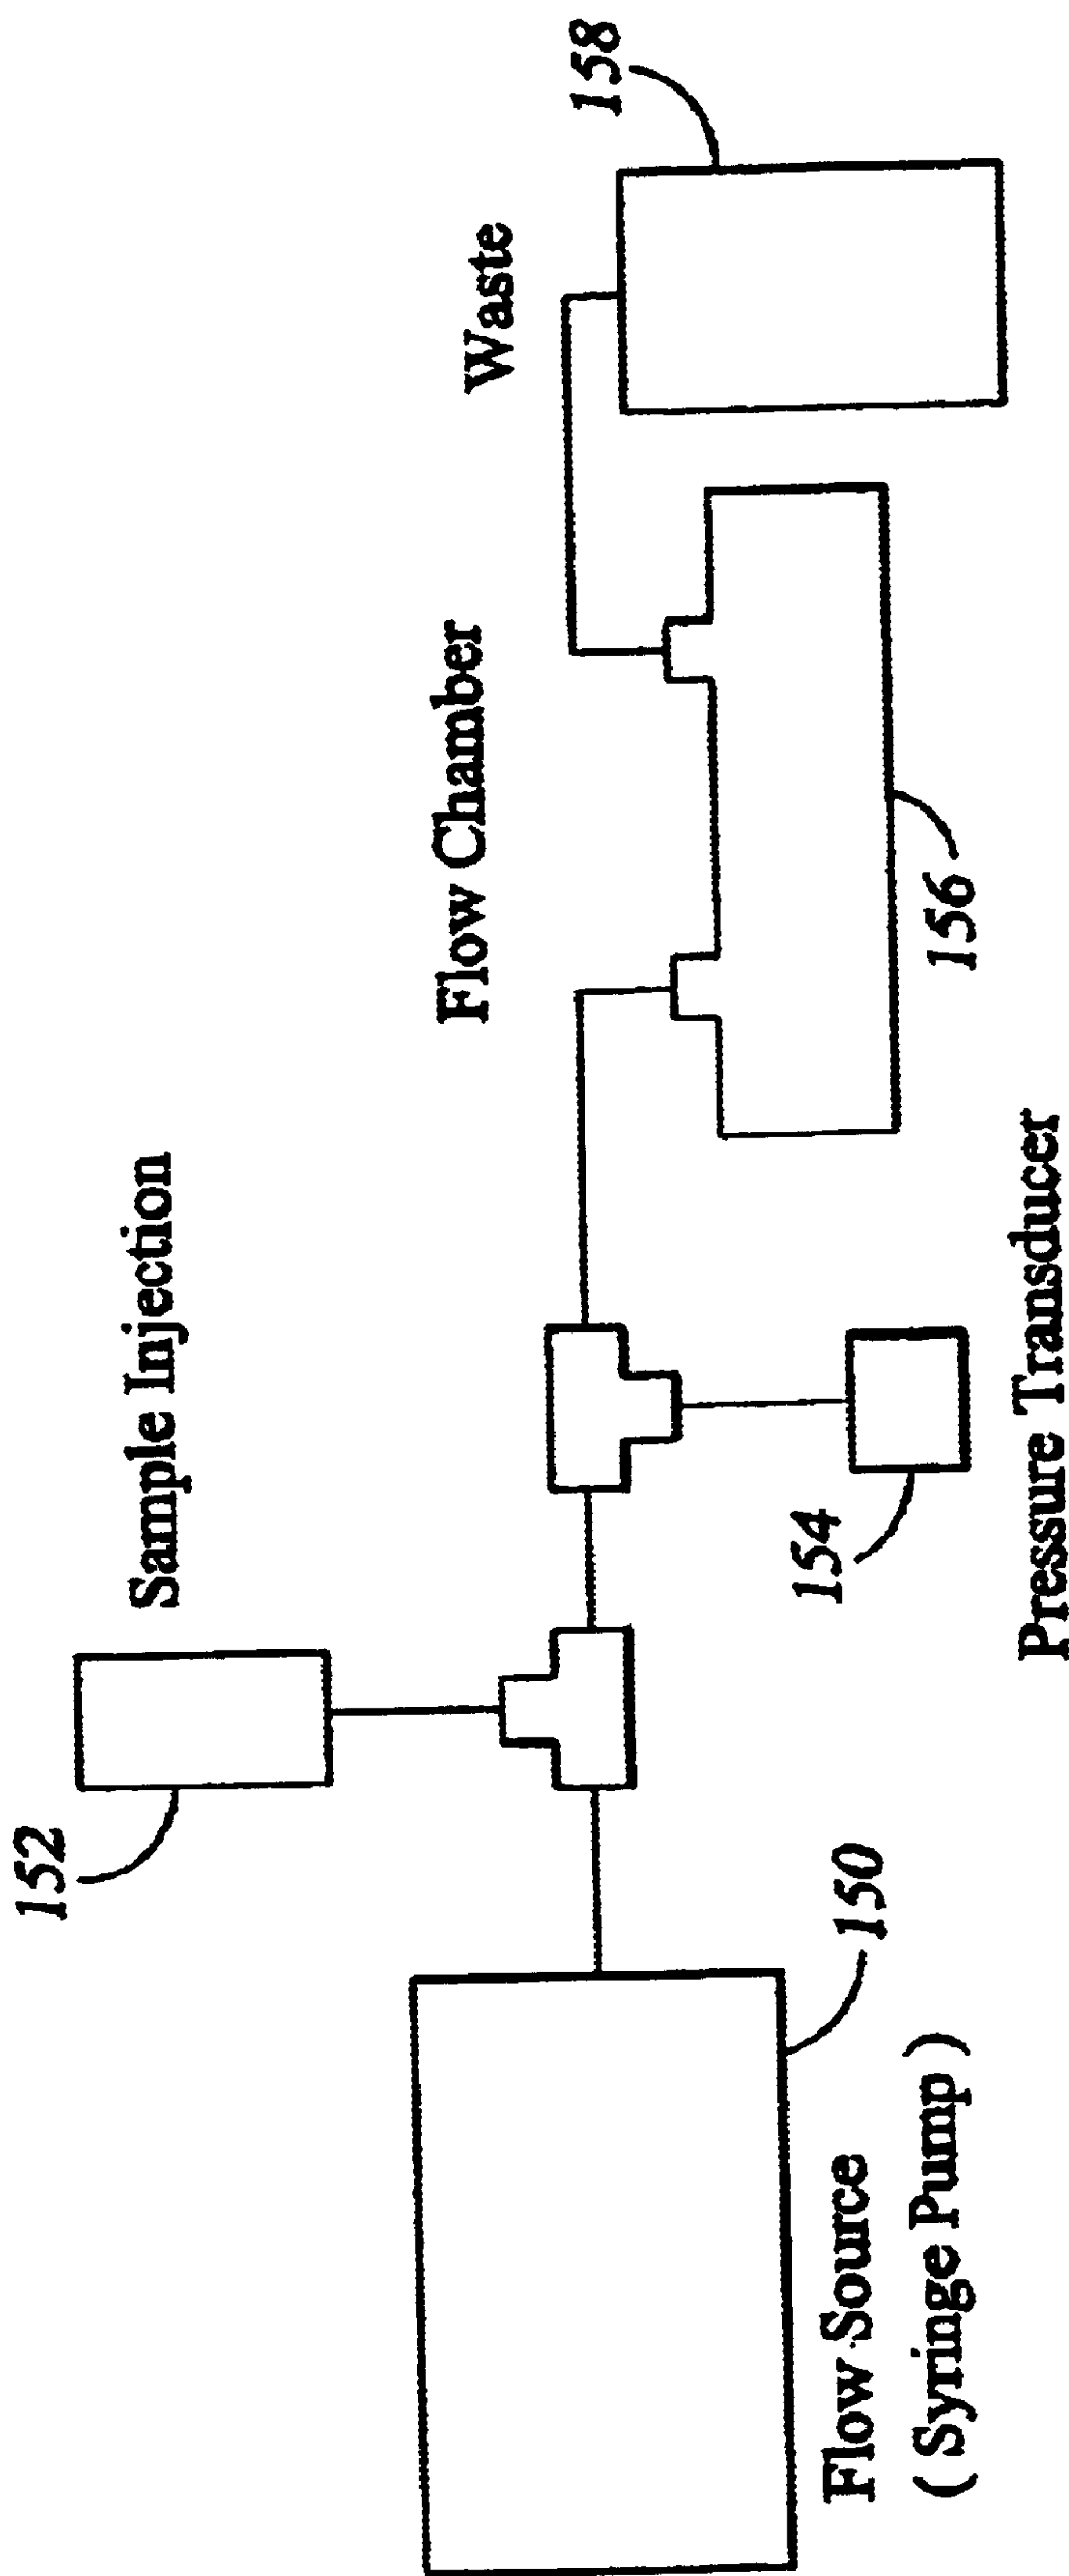 152
Sample Injection
Flow Chamber
Waste
158
156
154
Pressure Transducer
150
Flow Source
( Syringe Pump )